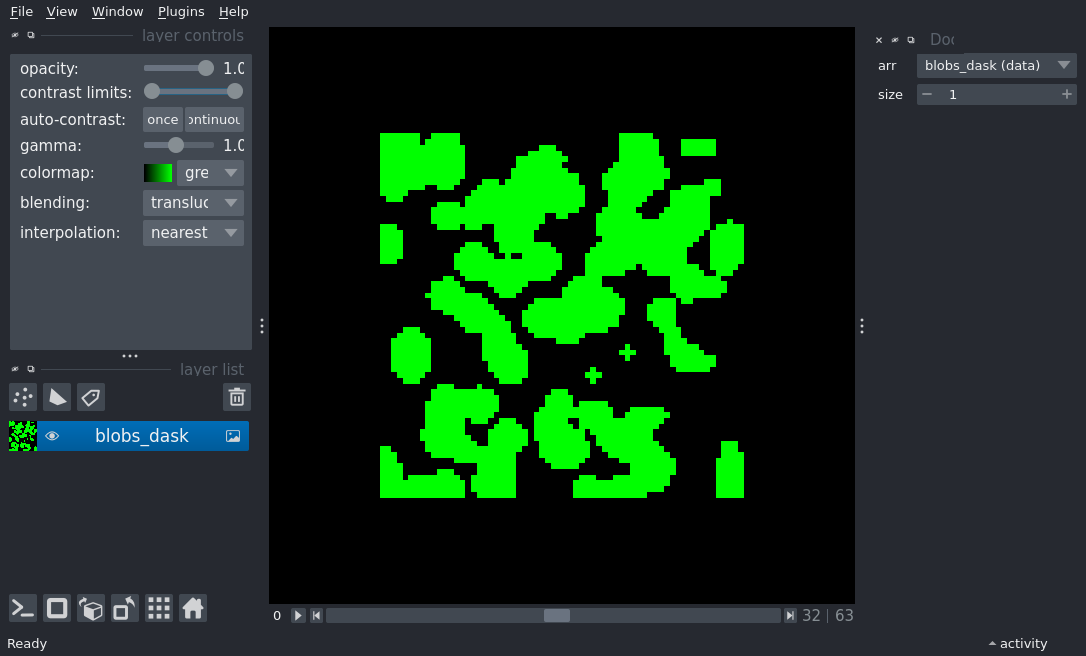 File View Window Plugins Help
layer controls
opacity: 1.0
contrast limits:
auto-contrast: once ontinuou
gamma: 1.0
colormap: gre
blending: transluc
interpolation: nearest
layer list
blobs_dask
Doc
arr blobs_dask (data)
size 1
0 32 | 63
Ready
activity